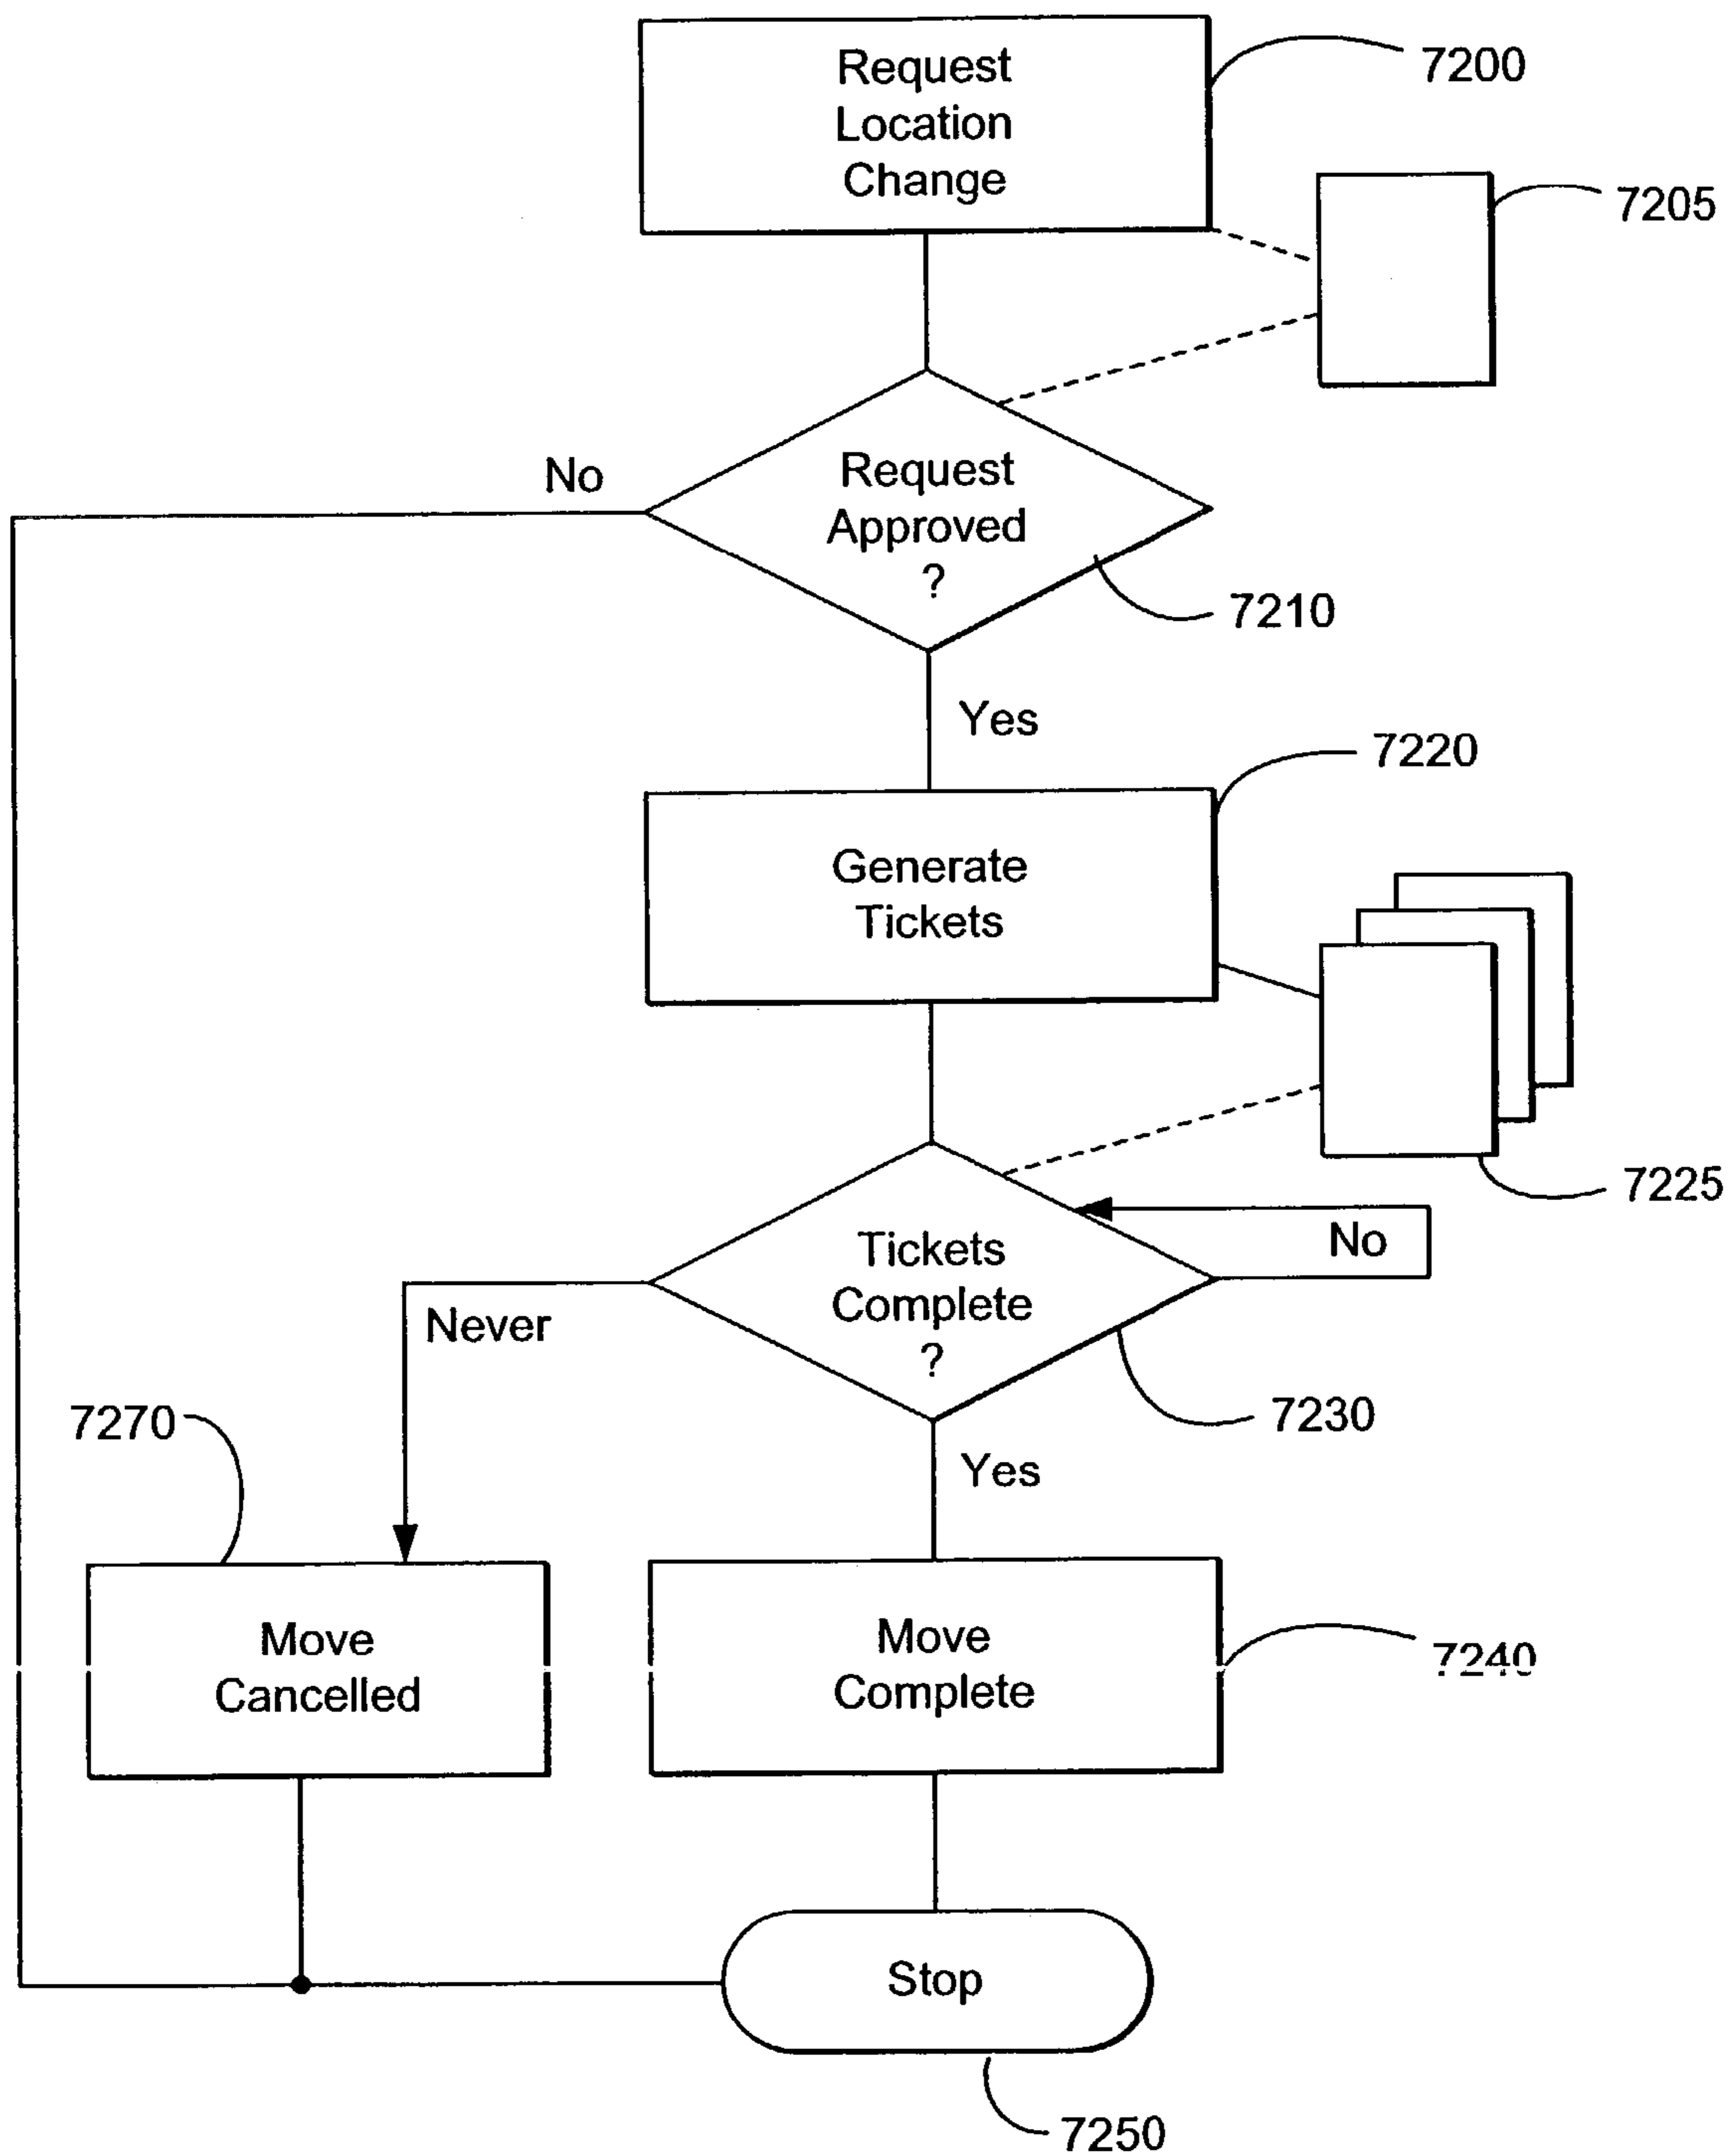 Request
Location
Change
7200
7205
No
Request
Approved
?
7210
Yes
7220
Generate
Tickets
7225
No
Tickets
Complete
?
Never
7230
7270
Yes
Move
Cancelled
Move
Complete
7240
Stop
7250